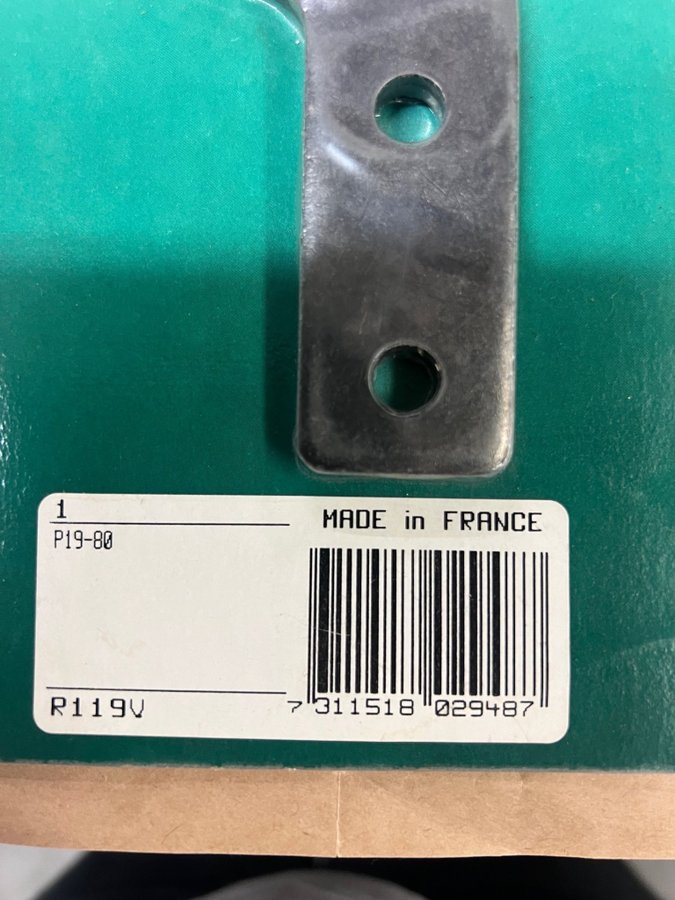 1
MADE in FRANCE
P19-80
R119V
7 311518 029487